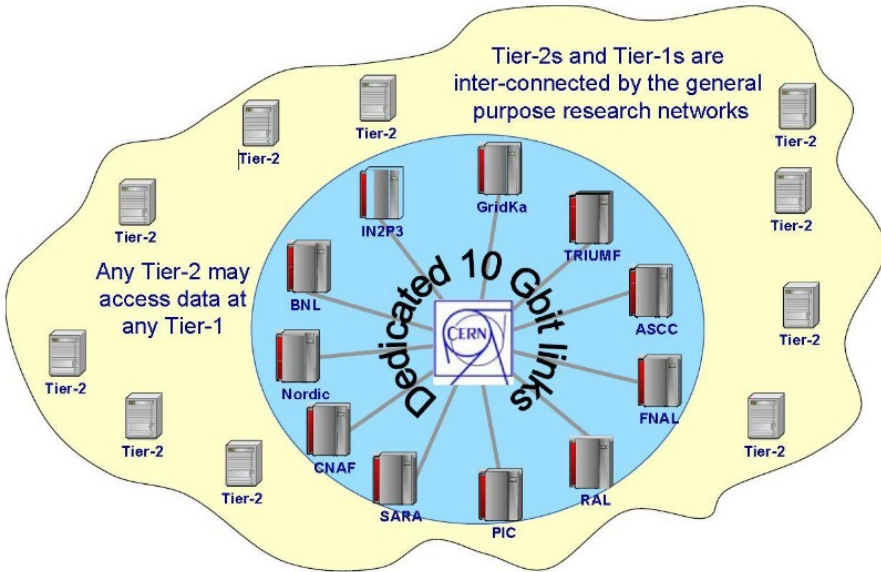 Tier-2s and Tier-1s are
inter-connected by the general
purpose research networks
Tier-2
Tier-2
Tier-2
Tier-2
Tier-2
GridKa
IN2P3
TRIUMF
Any Tier-2 may
access data at
any Tier-1
Dedicated 10 Gbit links
BNL
ASCC
CERN
Tier-2
Tier-2
Nordic
FNAL
Tier-2
Tier-2
CNAF
RAL
Tier-2
Tier-2
SARA
PIC